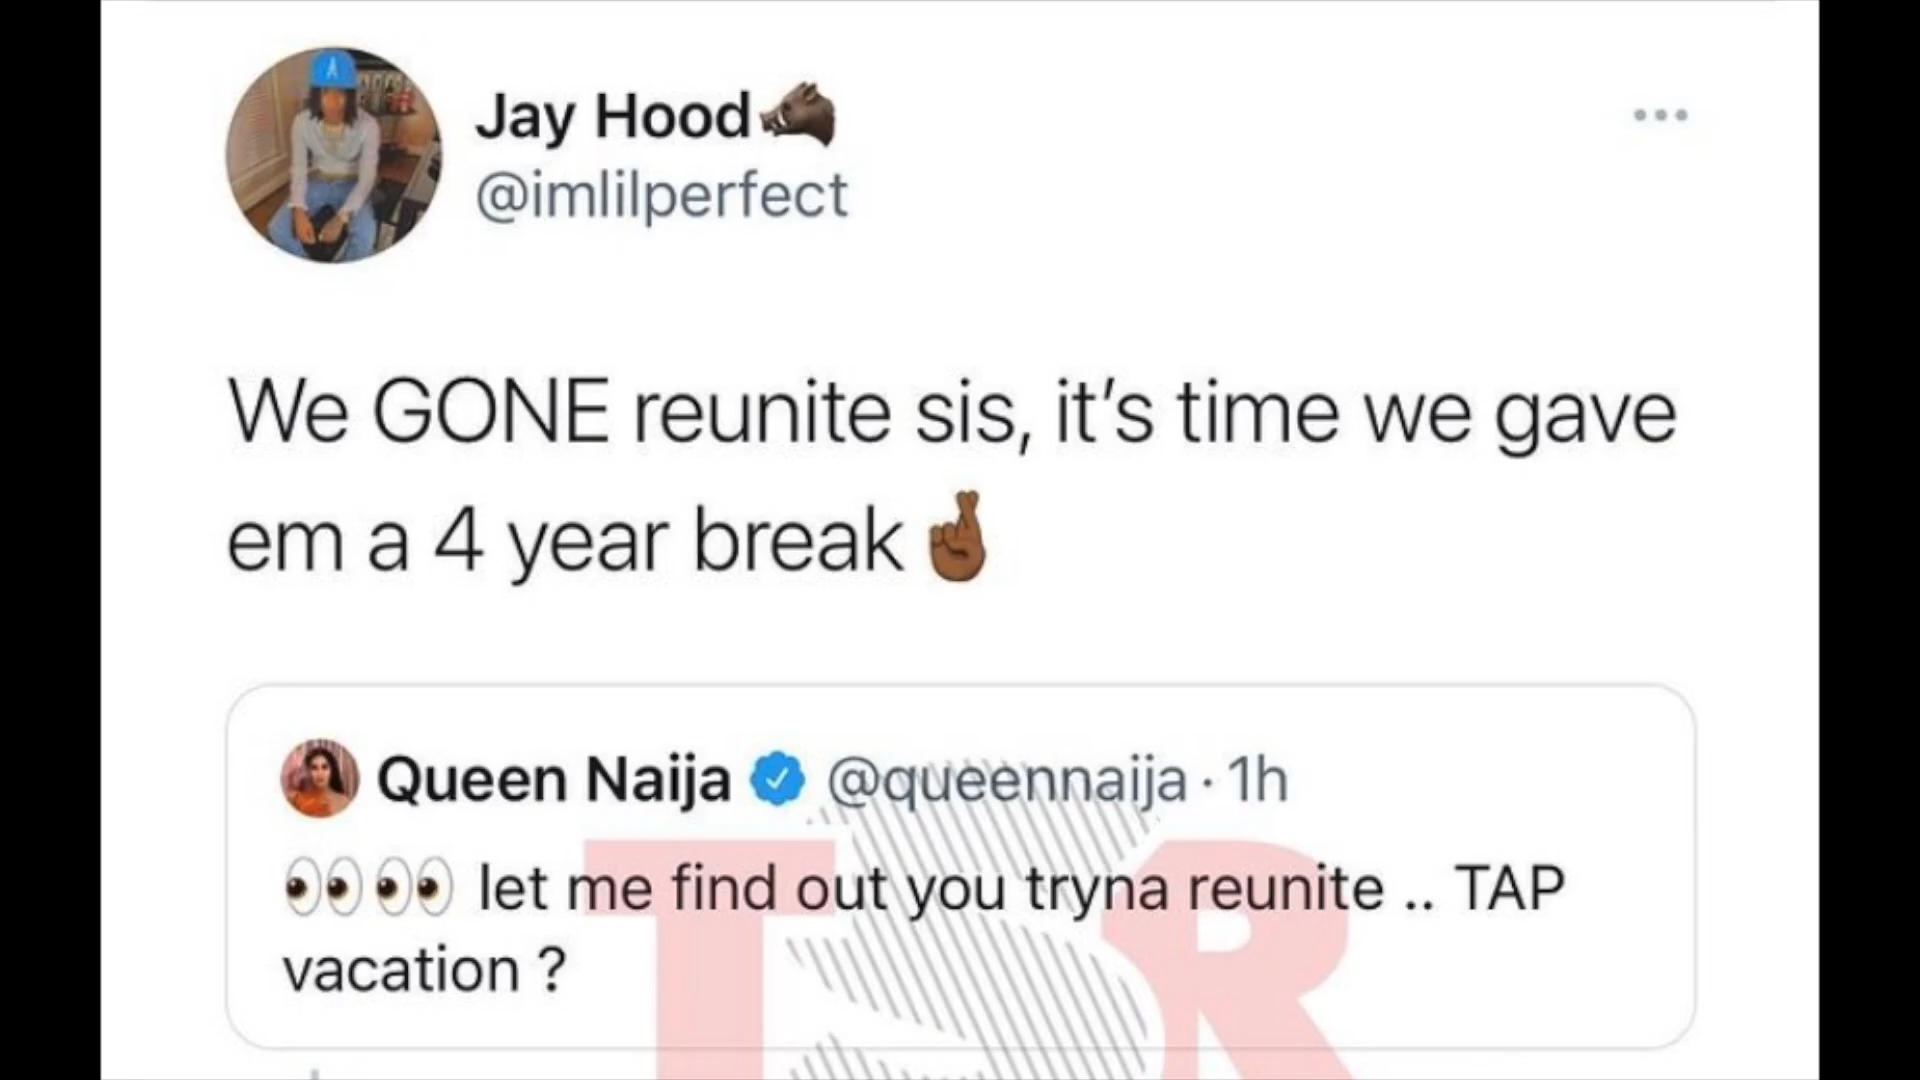 Jay Hood🐗
@imlilperfect
We GONE reunite sis, it’s time we gave
em a 4 year break🤞🏾
Queen Naija @queennaija · 1h
👀👀 let me find out you tryna reunite .. TAP
vacation ?
TSR